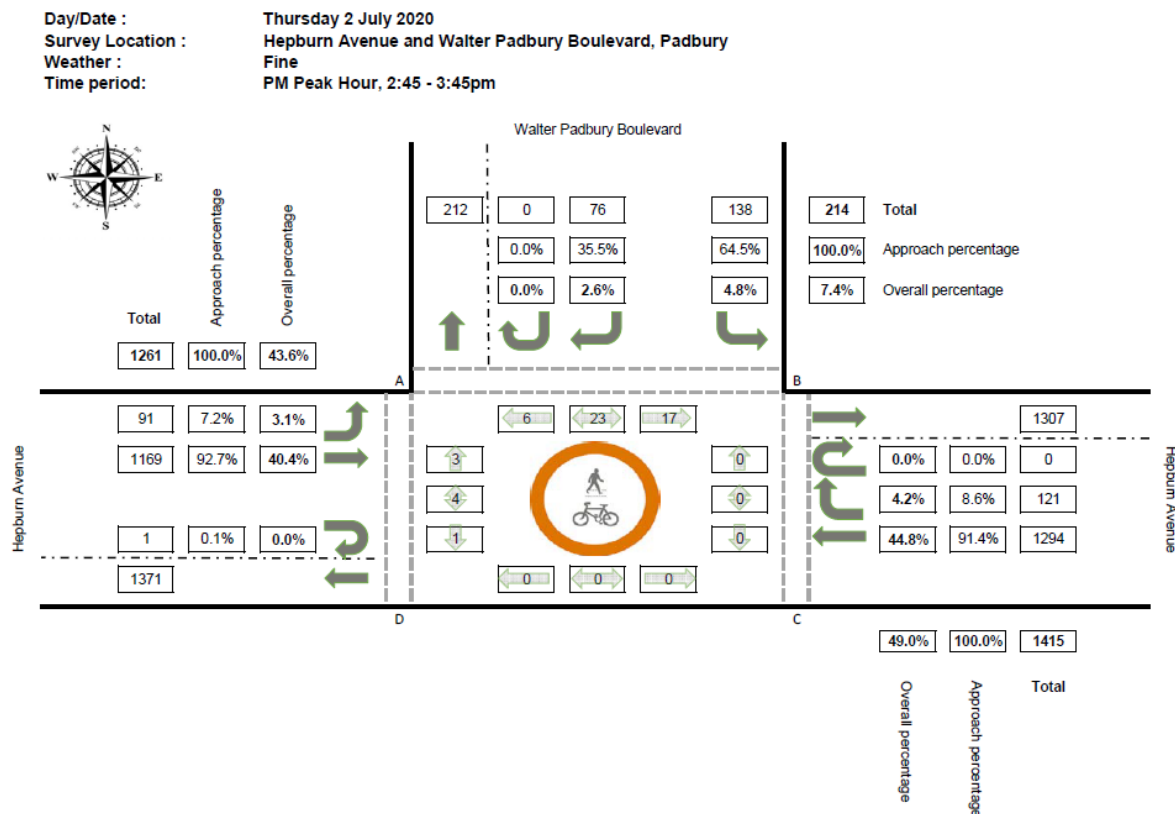 Day/Date : Thursday 2 July 2020
Survey Location : Hepburn Avenue and Walter Padbury Boulevard, Padbury
Weather : Fine
Time period: PM Peak Hour, 2:45 - 3:45pm
N
W E
S
Walter Padbury Boulevard
212 0 76 138 214 Total
0.0% 35.5% 64.5% 100.0% Approach percentage
0.0% 2.6% 4.8% 7.4% Overall percentage
Total Approach percentage Overall percentage
1261 100.0% 43.6%
A B
91 7.2% 3.1% 6 23 17 1307
1169 92.7% 40.4% 3 0 0.0% 0.0% 0
4 0 4.2% 8.6% 121
1 0.1% 0.0% 1 0 44.8% 91.4% 1294
1371 0 0 0
Hepburn Avenue
Hepburn Avenue
D C
49.0% 100.0% 1415
Overall percentage Approach percentage Total